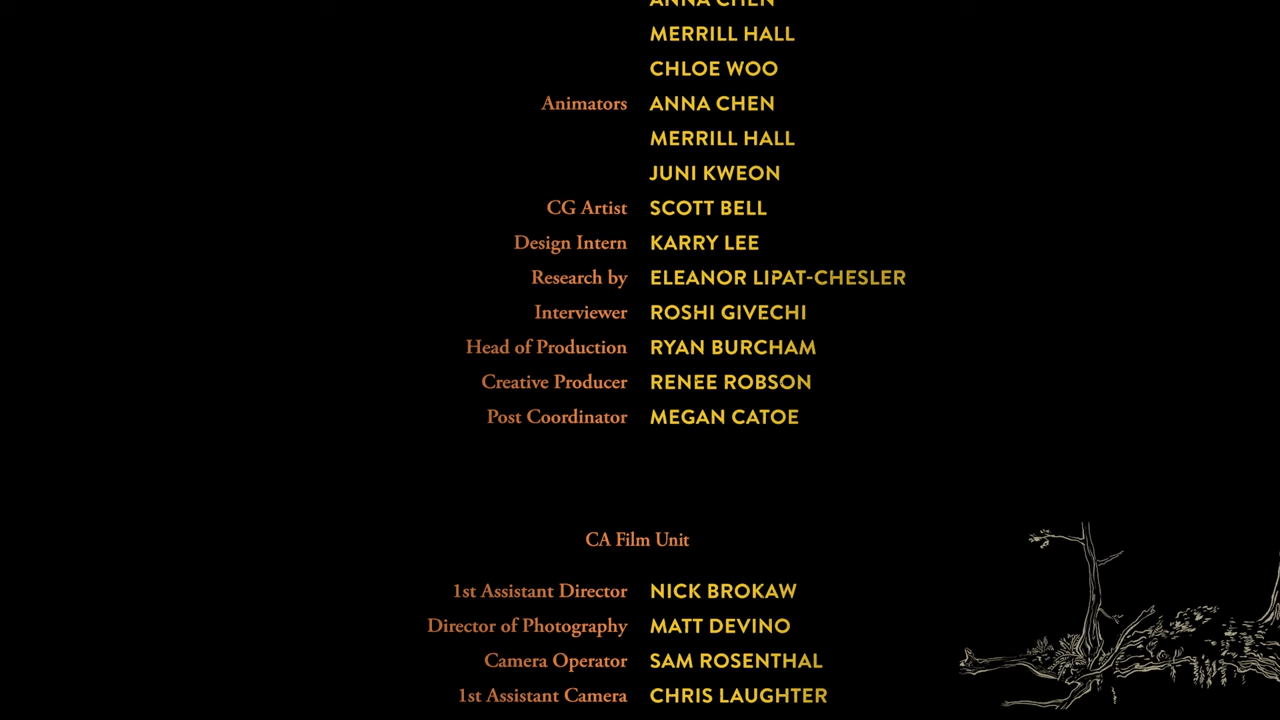 ANNA CHEN
MERRILL HALL
CHLOE WOO
Animators ANNA CHEN
MERRILL HALL
JUNI KWEON
CG Artist SCOTT BELL
Design Intern KARRY LEE
Research by ELEANOR LIPAT-CHESLER
Interviewer ROSHI GIVECHI
Head of Production RYAN BURCHAM
Creative Producer RENEE ROBSON
Post Coordinator MEGAN CATOE
CA Film Unit
1st Assistant Director NICK BROKAW
Director of Photography MATT DEVINO
Camera Operator SAM ROSENTHAL
1st Assistant Camera CHRIS LAUGHTER